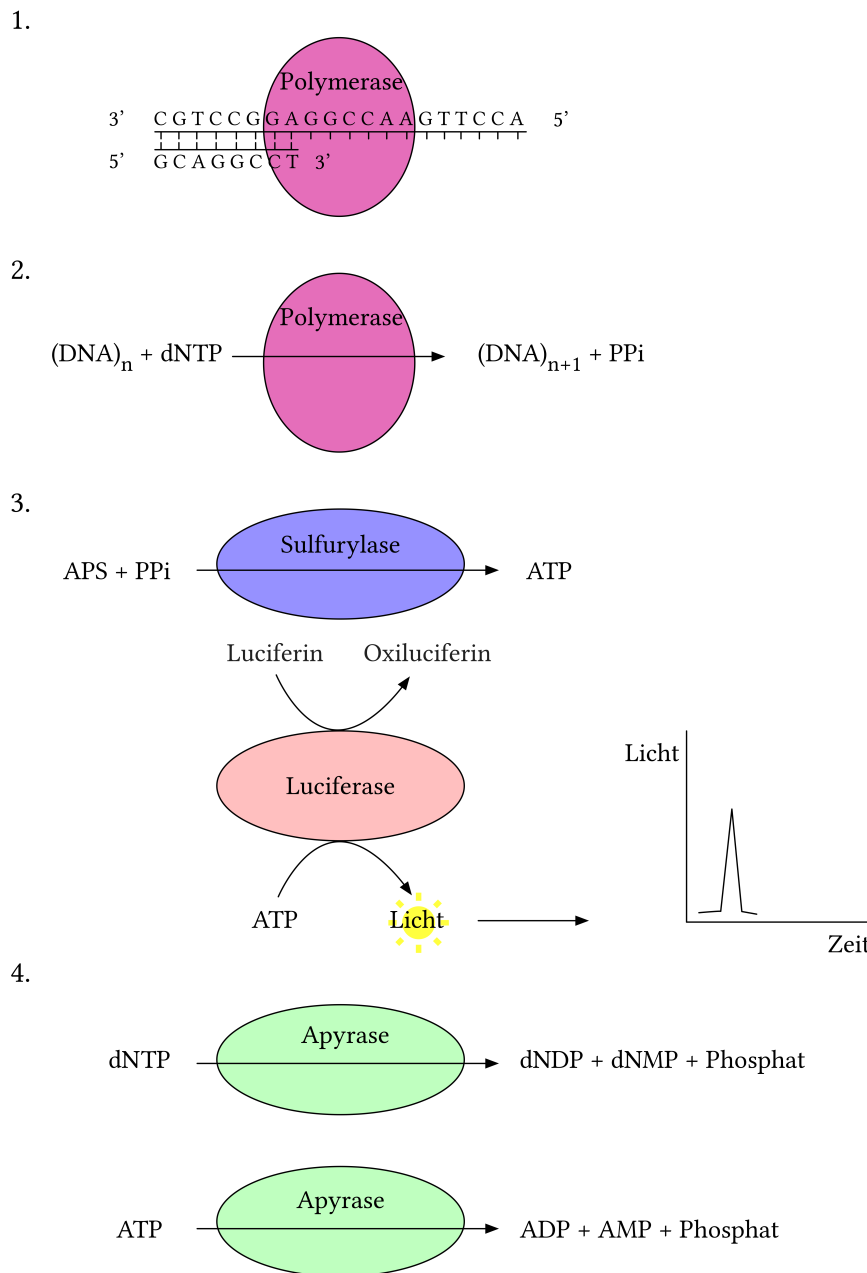 1.
Polymerase
3’ C G T C C G G A G G C C A A G T T C C A 5’
5’ G C A G G C C T 3’
2.
Polymerase
(DNA)n + dNTP (DNA)n+1 + PPi
3.
Sulfurylase
APS + PPi ATP
Luciferin Oxiluciferin
Licht
Luciferase
ATP Licht
Zeit
4.
Apyrase
dNTP dNDP + dNMP + Phosphat
Apyrase
ATP ADP + AMP + Phosphat